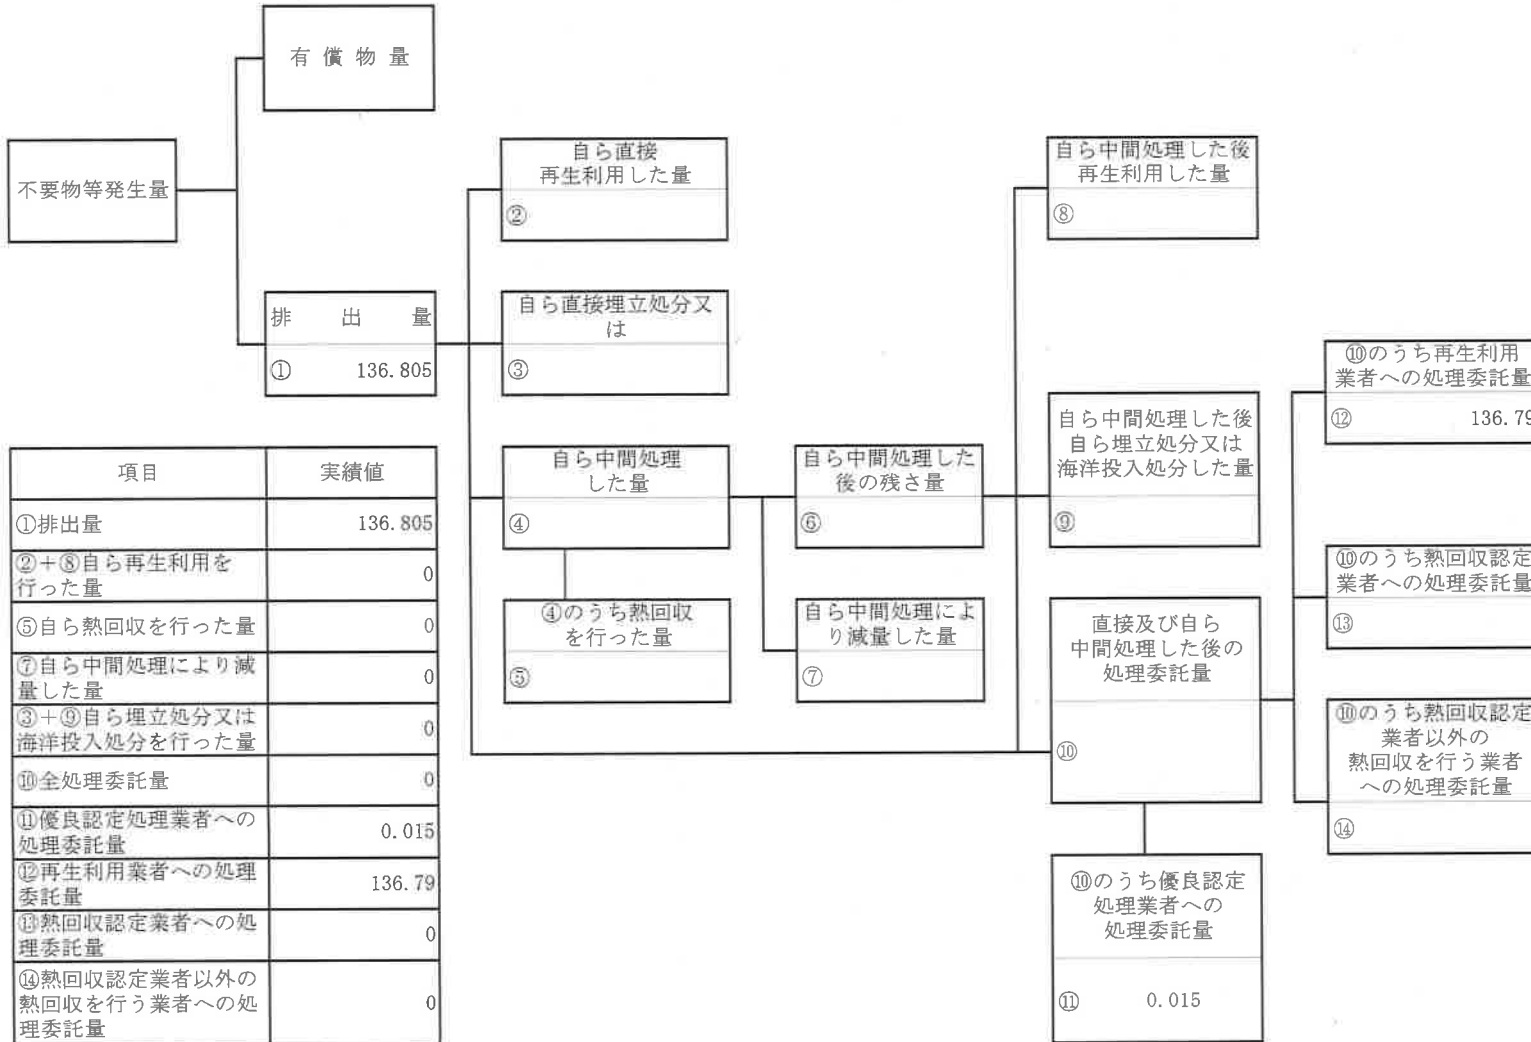 有償物量
不要物等発生量
排出量
① 136.805
自ら直接
再生利用した量
②
自ら直接埋立処分又
は
③
自ら中間処理
した量
④
④のうち熱回収
を行った量
⑤
自ら中間処理した
後の残さ量
⑥
自ら中間処理によ
り減量した量
⑦
自ら中間処理した後
再生利用した量
⑧
自ら中間処理した後
自ら埋立処分又は
海洋投入処分した量
⑨
直接及び自ら
中間処理した後の
処理委託量
⑩
⑩のうち優良認定
処理業者への
処理委託量
⑪ 0.015
⑩のうち再生利用
業者への処理委託量
⑫ 136.79
⑩のうち熱回収認定
業者への処理委託量
⑬
⑩のうち熱回収認定
業者以外の
熱回収を行う業者
への処理委託量
⑭
項目 実績値
①排出量 136.805
②+⑧自ら再生利用を
行った量 0
⑤自ら熱回収を行った量 0
⑦自ら中間処理により減
量した量 0
③+⑨自ら埋立処分又は
海洋投入処分を行った量 0
⑩全処理委託量 0
⑪優良認定処理業者への
処理委託量 0.015
⑫再生利用業者への処理
委託量 136.79
⑬熱回収認定業者への処
理委託量 0
⑭熱回収認定業者以外の
熱回収を行う業者への処
理委託量 0